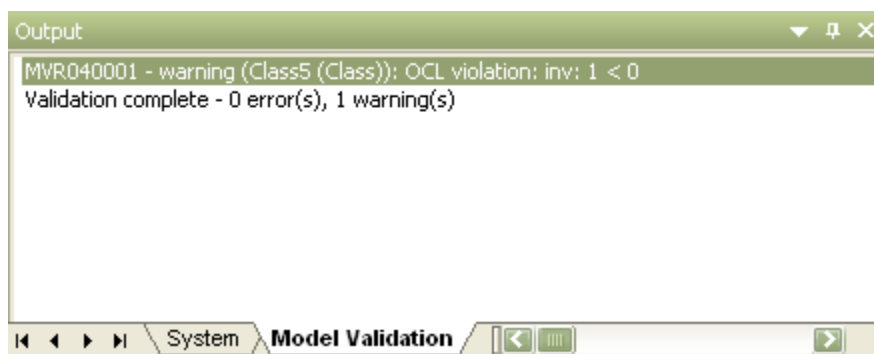 Output
MVR040001 - warning (Class5 (Class)): OCL violation: inv: 1 < 0
Validation complete - 0 error(s), 1 warning(s)
System Model Validation